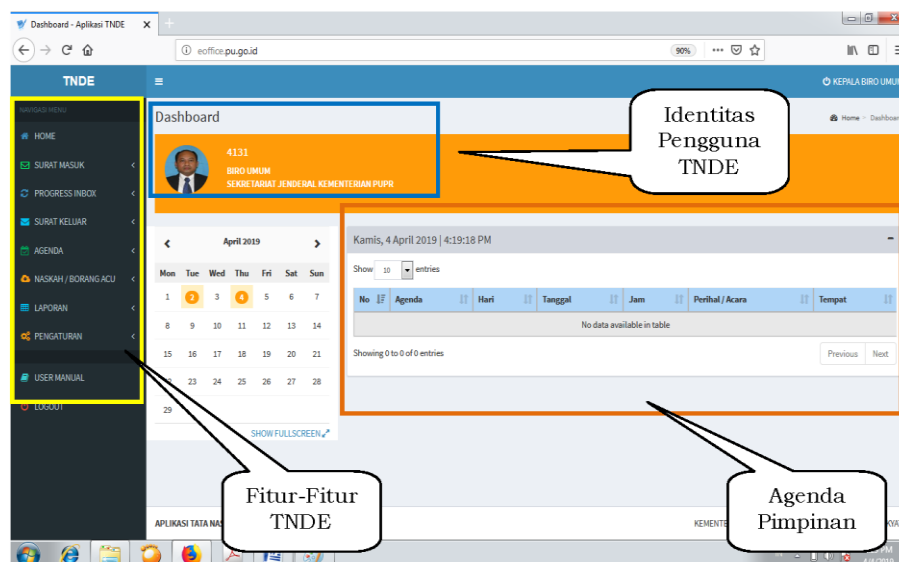 Dashboard - Aplikasi TNDE
eoffice.pu.go.id
90%
TNDE
KEPALA BIRO UMUM
NAVIGASI MENU
HOME
SURAT MASUK
PROGRESS INBOX
SURAT KELUAR
AGENDA
NASKAH / BORANG ACU
LAPORAN
PENGATURAN
USER MANUAL
LOGOUT
Dashboard
Home > Dashboar
4131
BIRO UMUM
SEKRETARIAT JENDERAL KEMENTERIAN PUPR
Identitas
Pengguna
TNDE
April 2019
Mon Tue Wed Thu Fri Sat Sun
1 2 3 4 5 6 7
8 9 10 11 12 13 14
15 16 17 18 19 20 21
23 24 25 26 27 28
29
SHOW FULLSCREEN
Kamis, 4 April 2019 | 4:19:18 PM
Show 10 entries
No Agenda Hari Tanggal Jam Perihal / Acara Tempat
No data available in table
Showing 0 to 0 of 0 entries
Previous Next
Fitur-Fitur
TNDE
Agenda
Pimpinan
APLIKASI TATA
KEMENTE